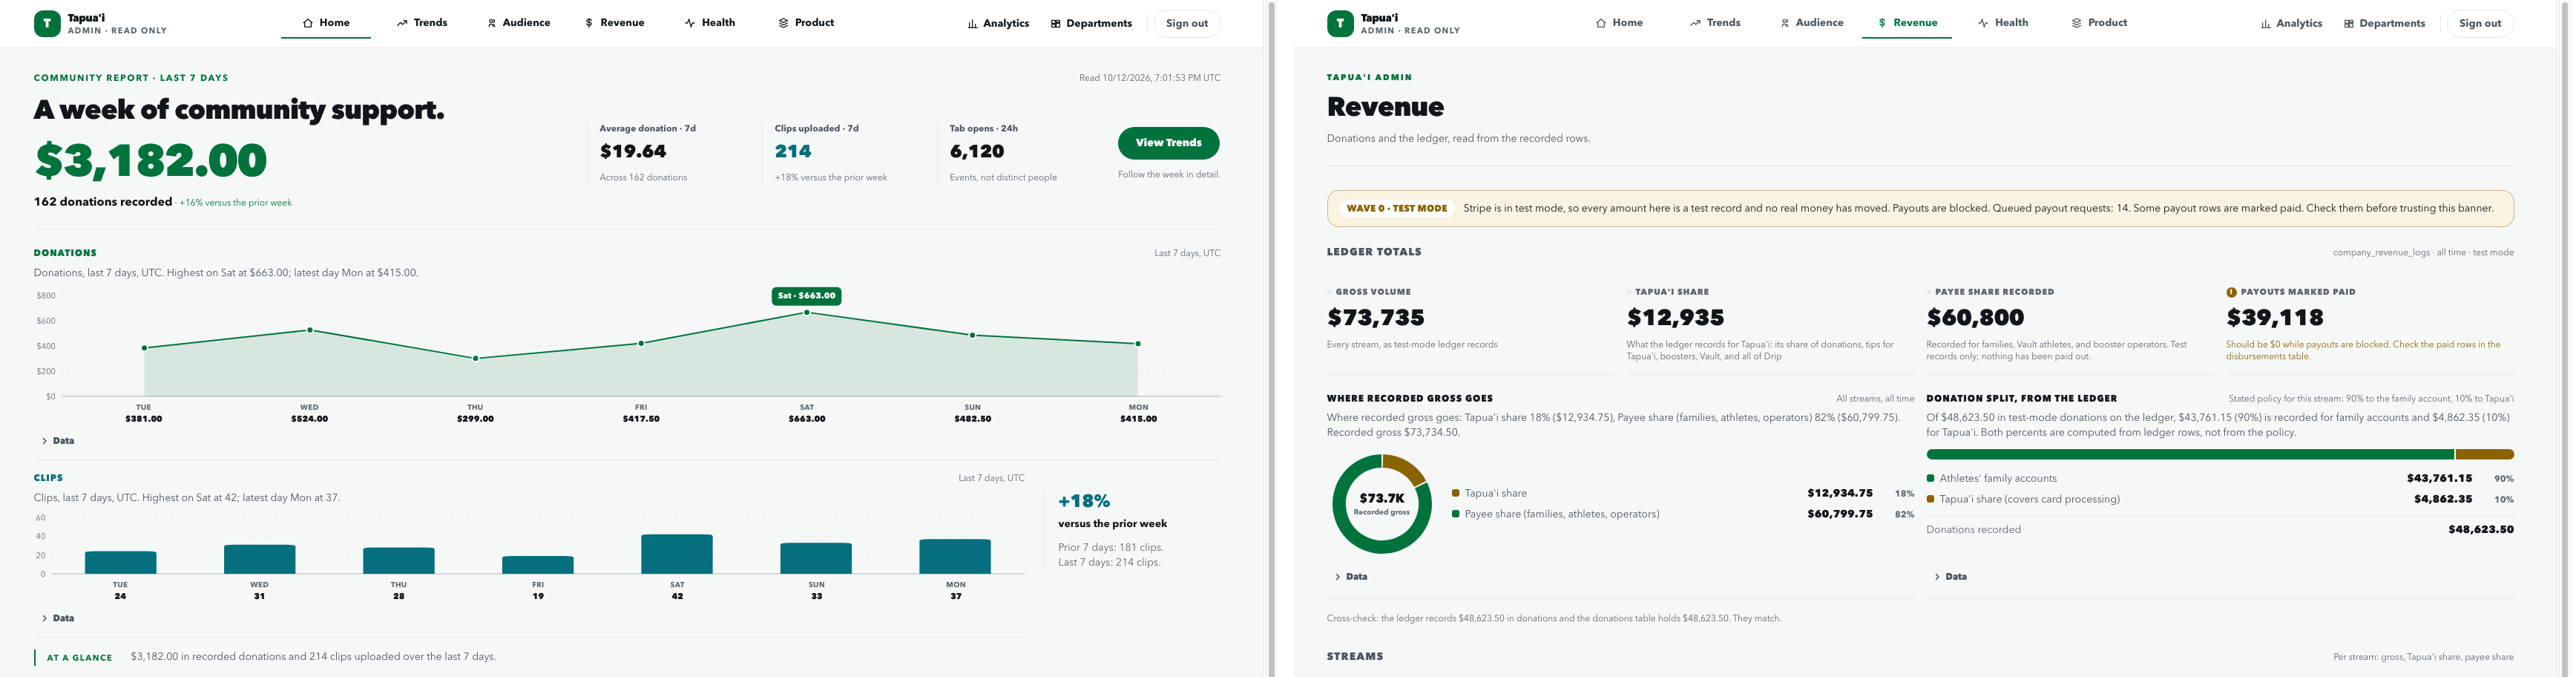 T
Tapua'i
ADMIN · READ ONLY
Home
Trends
Audience
$ Revenue
Health
Product
Analytics
Departments
Sign out
COMMUNITY REPORT · LAST 7 DAYS
Read 10/12/2026, 7:01:53 PM UTC
A week of community support.
$3,182.00
162 donations recorded · +16% versus the prior week
Average donation · 7d
$19.64
Across 162 donations
Clips uploaded · 7d
214
+18% versus the prior week
Tab opens · 24h
6,120
Events, not distinct people
View Trends
Follow the week in detail.
DONATIONS
Last 7 days, UTC
Donations, last 7 days, UTC. Highest on Sat at $663.00; latest day Mon at $415.00.
$800
$600
$400
$200
$0
Sat · $663.00
TUE
$381.00
WED
$524.00
THU
$299.00
FRI
$417.50
SAT
$663.00
SUN
$482.50
MON
$415.00
Data
CLIPS
Last 7 days, UTC
Clips, last 7 days, UTC. Highest on Sat at 42; latest day Mon at 37.
60
40
20
0
TUE
24
WED
31
THU
28
FRI
19
SAT
42
SUN
33
MON
37
+18%
versus the prior week
Prior 7 days: 181 clips.
Last 7 days: 214 clips.
Data
AT A GLANCE
$3,182.00 in recorded donations and 214 clips uploaded over the last 7 days.
T
Tapua'i
ADMIN · READ ONLY
Home
Trends
Audience
$ Revenue
Health
Product
Analytics
Departments
Sign out
TAPUA'I ADMIN
Revenue
Donations and the ledger, read from the recorded rows.
WAVE 0 · TEST MODE
Stripe is in test mode, so every amount here is a test record and no real money has moved. Payouts are blocked. Queued payout requests: 14. Some payout rows are marked paid. Check them before trusting this banner.
LEDGER TOTALS
company_revenue_logs · all time · test mode
GROSS VOLUME
$73,735
Every stream, as test-mode ledger records
TAPUA'I SHARE
$12,935
What the ledger records for Tapua'i: its share of donations, tips for
Tapua'i, boosters, Vault, and all of Drip
PAYEE SHARE RECORDED
$60,800
Recorded for families, Vault athletes, and booster operators. Test
records only; nothing has been paid out.
! PAYOUTS MARKED PAID
$39,118
Should be $0 while payouts are blocked. Check the paid rows in the
disbursements table.
WHERE RECORDED GROSS GOES
All streams, all time
Where recorded gross goes: Tapua'i share 18% ($12,934.75), Payee share (families, athletes, operators) 82% ($60,799.75).
Recorded gross $73,734.50.
$73.7K
Recorded gross
Tapua'i share
$12,934.75
18%
Payee share (families, athletes, operators)
$60,799.75
82%
Data
DONATION SPLIT, FROM THE LEDGER
Stated policy for this stream: 90% to the family account, 10% to Tapua'i
Of $48,623.50 in test-mode donations on the ledger, $43,761.15 (90%) is recorded for family accounts and $4,862.35 (10%)
for Tapua'i. Both percents are computed from ledger rows, not from the policy.
Athletes' family accounts
$43,761.15
90%
Tapua'i share (covers card processing)
$4,862.35
10%
Donations recorded
$48,623.50
Data
Cross-check: the ledger records $48,623.50 in donations and the donations table holds $48,623.50. They match.
STREAMS
Per stream: gross, Tapua'i share, payee share